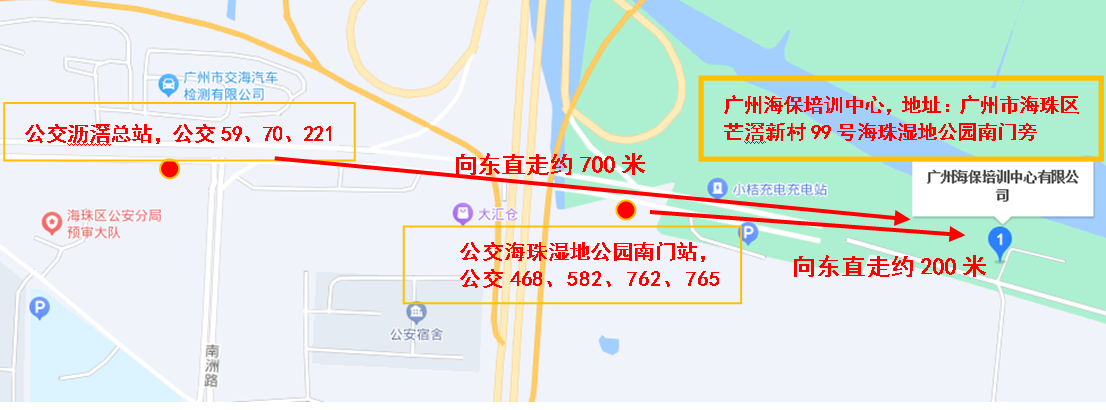 广州市交海汽车
检测有限公司
广州海保培训中心，地址：广州市海珠区
芒滘新村 99 号海珠湿地公园南门旁
公交沥滘总站，公交 59、70、221
向东直走约 700 米
广州海保培训中心有限公
司
小桔充电充电站
海珠区公安分局
预审大队
大汇仓
P
1
公交海珠湿地公园南门站，
公交 468、582、762、765
向东直走约 200 米
P
公安宿舍
南洲路